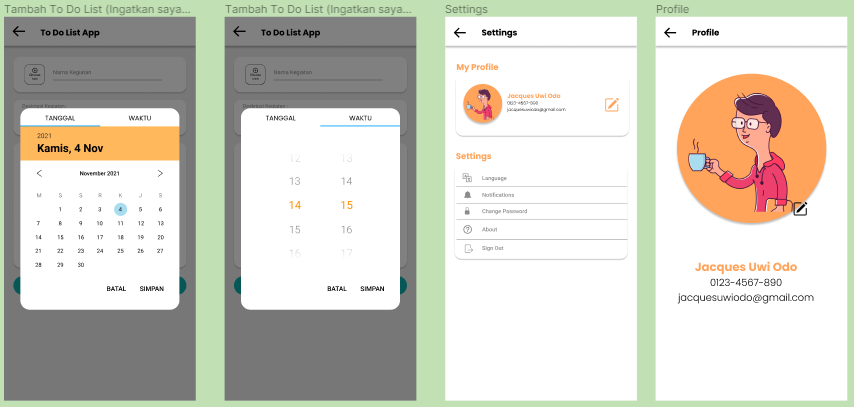 Tambah To Do List (Ingatkan saya...
To Do List App
Nama Kegiatan
Deskripsi Kegiatan :
TANGGAL WAKTU
2021
Kamis, 4 Nov
November 2021
M S S R K J S
1 2 3 4 5 6
7 8 9 10 11 12 13
14 15 16 17 18 19 20
21 22 23 24 25 26 27
28 29 30
BATAL SIMPAN
Tambah To Do List (Ingatkan saya...
To Do List App
Nama Kegiatan
Deskripsi Kegiatan :
TANGGAL WAKTU
12 13
13 14
14 15
15 16
16 17
BATAL SIMPAN
Settings
Settings
My Profile
Jacques Uwi Odo
0123-4567-890
jacquesuwiodo@gmail.com
Settings
Language
Notifications
Change Password
About
Sign Out
Profile
Profile
Jacques Uwi Odo
0123-4567-890
jacquesuwiodo@gmail.com